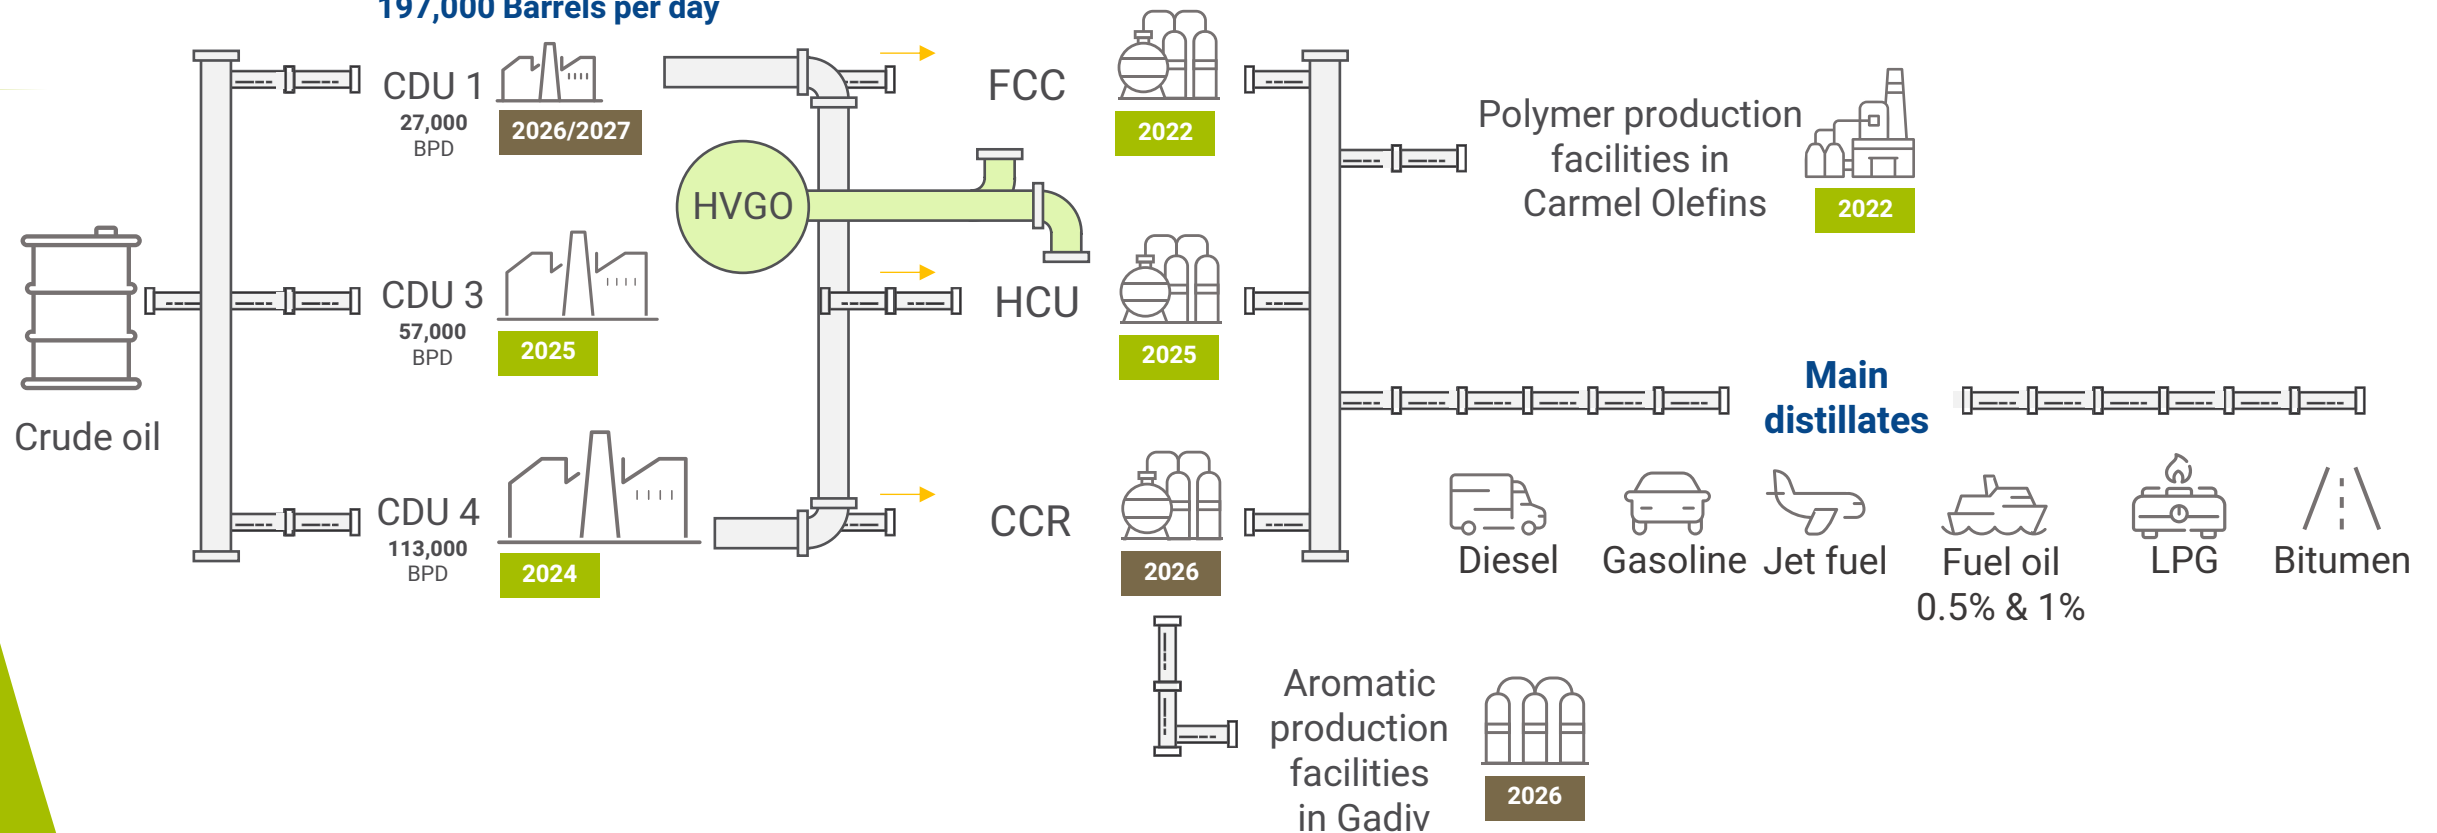 197,000 Barrels per day
CDU 1
27,000
BPD
2026/2027
CDU 3
57,000
BPD
2025
CDU 4
113,000
BPD
2024
Crude oil
HVGO
FCC
2022
HCU
2025
CCR
2026
Polymer production
facilities in
Carmel Olefins
2022
Main
distillates
Diesel
Gasoline
Jet fuel
Fuel oil
0.5% & 1%
LPG
Bitumen
Aromatic
production
facilities
in Gadiv
2026